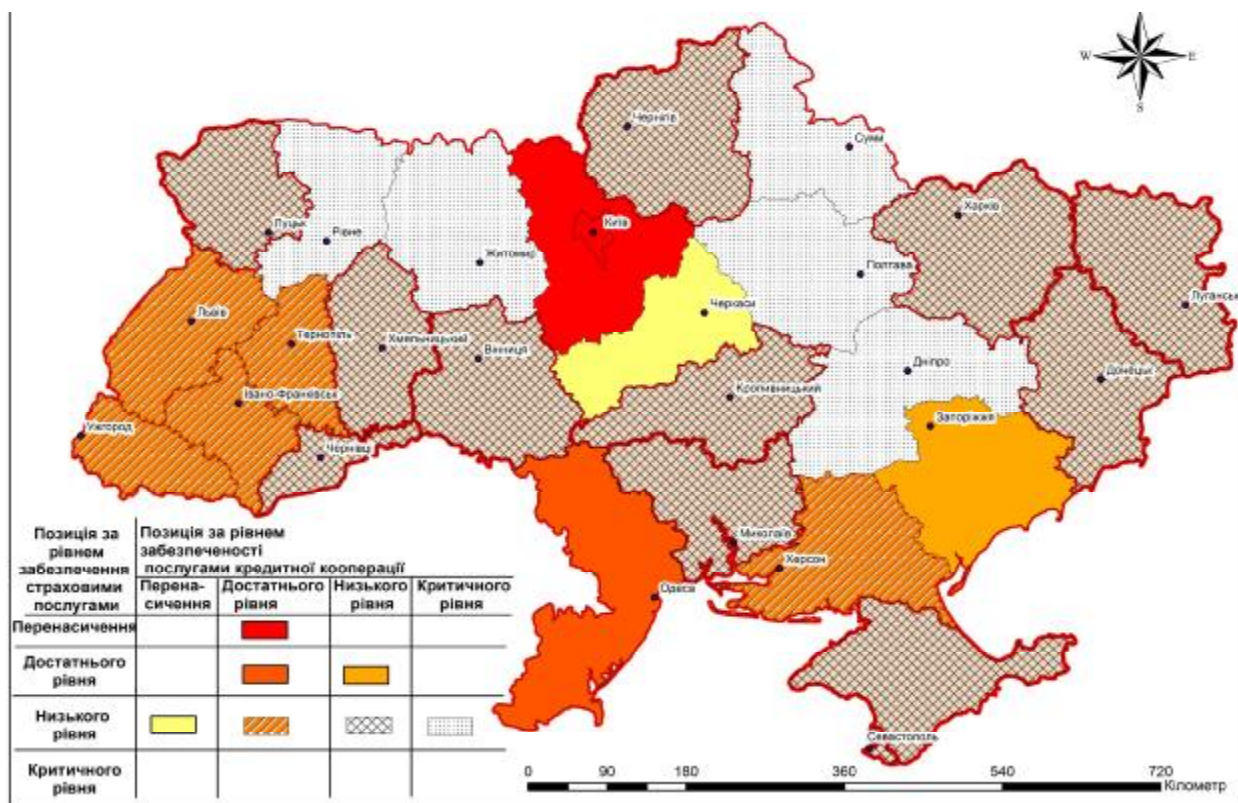 N
W
E
S
Чернігів
Суми
Луцьк
Рівне
Київ
Харків
Житомир
Полтава
Луганськ
Львів
Черкаси
Тернопіль
Хмельницький
Вінниця
Дніпро
Донецьк
Кропивницький
Івано-Франківськ
Запоріжжя
Ужгород
Чернівці
Миколаїв
Херсон
Одеса
Севастополь
Позиція за
рівнем
забезпечення
страховими
послугами
Позиція за рівнем
забезпеченості
послугами кредитної кооперації
Перена-
сичення
Достатнього
рівня
Низького
рівня
Критичного
рівня
Перенасичення
Достатнього
рівня
Низького
рівня
Критичного
рівня
0 90 180 360 540 720
Кілометр